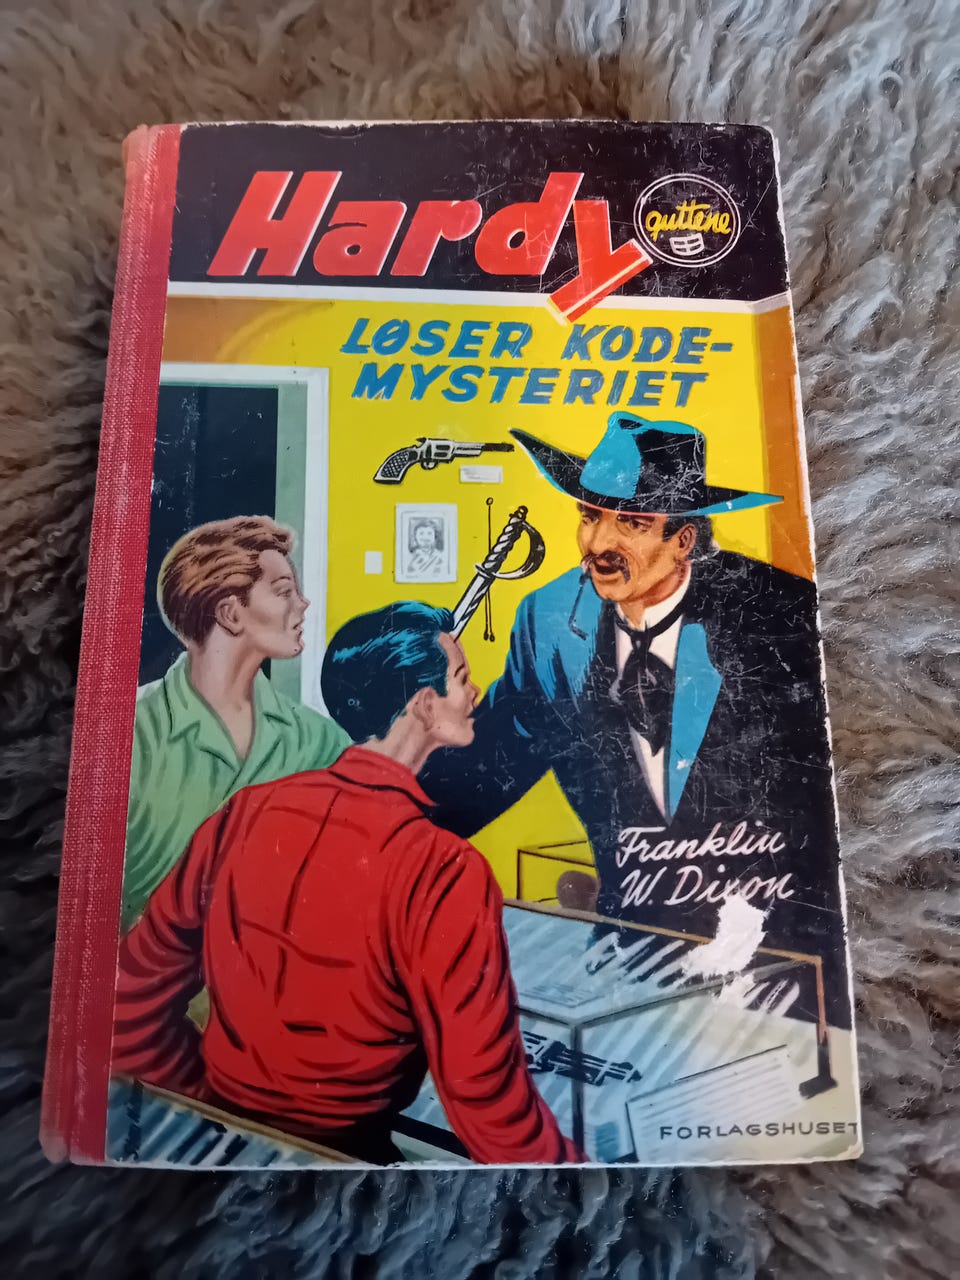 Hardy
guttene
LØSER KODE-
MYSTERIET
Franklin
W. Dixon
FORLAGSHUSET